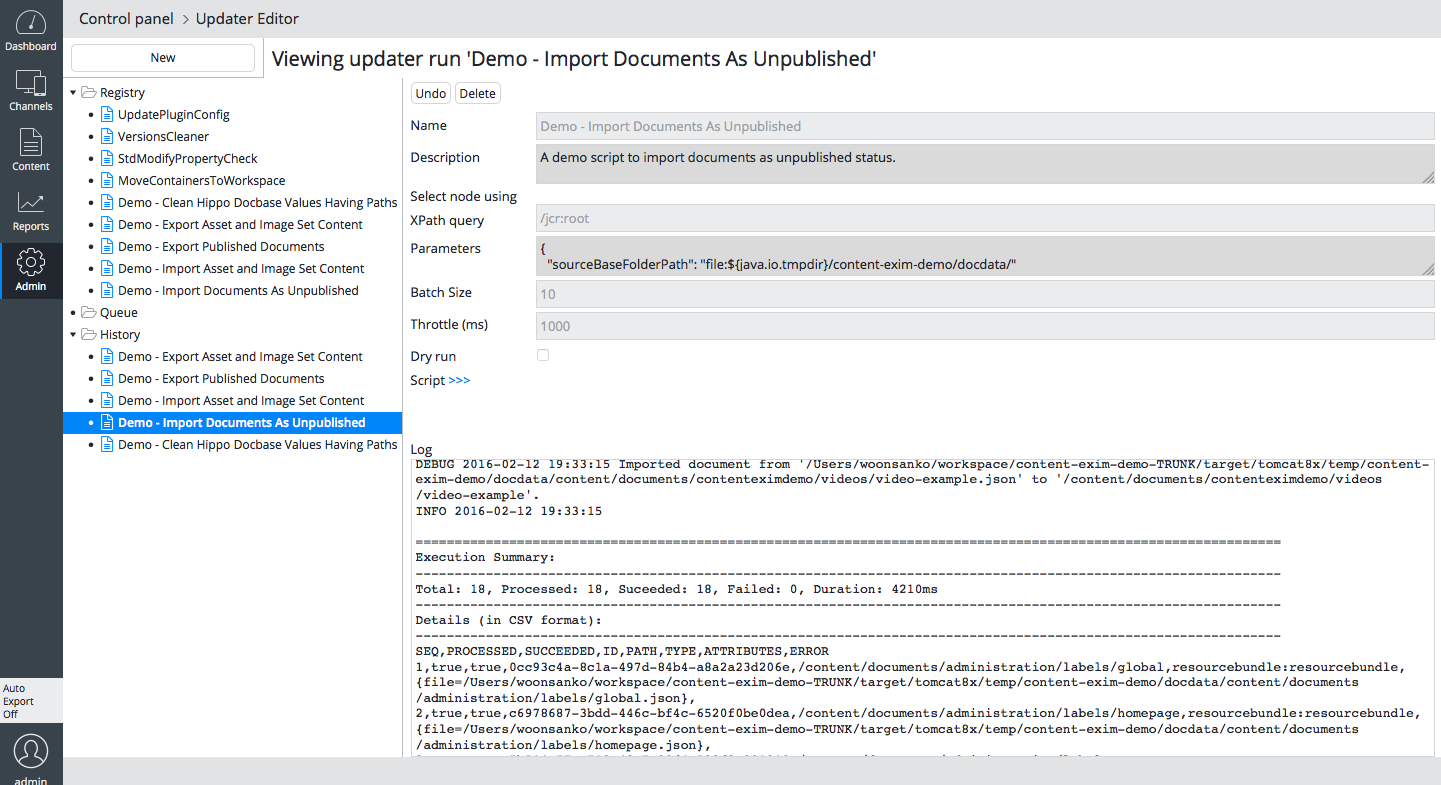 Control panel > Updater Editor
Dashboard
Channels
Content
Reports
Admin
Auto
Export
Off
admin
New
Viewing updater run 'Demo - Import Documents As Unpublished'
Registry
UpdatePluginConfig
VersionsCleaner
StdModifyPropertyCheck
MoveContainersToWorkspace
Demo - Clean Hippo Docbase Values Having Paths
Demo - Export Asset and Image Set Content
Demo - Export Published Documents
Demo - Import Asset and Image Set Content
Demo - Import Documents As Unpublished
Queue
History
Demo - Export Asset and Image Set Content
Demo - Export Published Documents
Demo - Import Asset and Image Set Content
Demo - Import Documents As Unpublished
Demo - Clean Hippo Docbase Values Having Paths
Undo Delete
Name Demo - Import Documents As Unpublished
Description A demo script to import documents as unpublished status.
Select node using
XPath query /jcr:root
Parameters {
"sourceBaseFolderPath": "file:${java.io.tmpdir}/content-exim-demo/docdata/"
Batch Size 10
Throttle (ms) 1000
Dry run
Script >>>
Log
DEBUG 2016-02-12 19:33:15 Imported document from '/Users/woonsanko/workspace/content-exim-demo-TRUNK/target/tomcat8x/temp/content-
exim-demo/docdata/content/documents/contenteximdemo/videos/video-example.json' to '/content/documents/contenteximdemo/videos
/video-example'.
INFO 2016-02-12 19:33:15
Execution Summary:
Total: 18, Processed: 18, Suceeded: 18, Failed: 0, Duration: 4210ms
Details (in CSV format):
SEQ,PROCESSED,SUCCEEDED,ID,PATH,TYPE,ATTRIBUTES,ERROR
1,true,true,0cc93c4a-8c1a-497d-84b4-a8a2a23d206e,/content/documents/administration/labels/global,resourcebundle:resourcebundle,
{file=/Users/woonsanko/workspace/content-exim-demo-TRUNK/target/tomcat8x/temp/content-exim-demo/docdata/content/documents
/administration/labels/global.json},
2,true,true,c6978687-3bdd-446c-bf4c-6520f0be0dea,/content/documents/administration/labels/homepage,resourcebundle:resourcebundle,
{file=/Users/woonsanko/workspace/content-exim-demo-TRUNK/target/tomcat8x/temp/content-exim-demo/docdata/content/documents
/administration/labels/homepage.json},